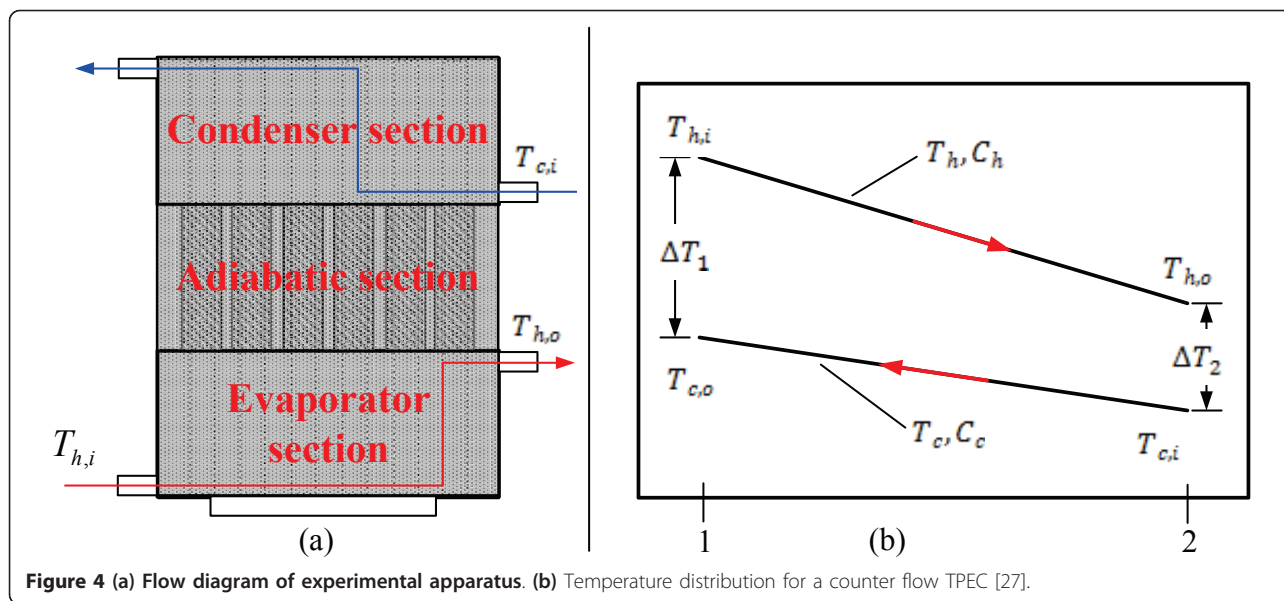 Condenser section
T_{c,i}
Adiabatic section
T_{h,o}
Evaporator
section
T_{h,i}
(a)
T_{h,i}
T_h, C_h
ΔT_1
T_{h,o}
ΔT_2
T_{c,o}
T_c, C_c
T_{c,i}
1
(b)
2
Figure 4 (a) Flow diagram of experimental apparatus. (b) Temperature distribution for a counter flow TPEC [27].